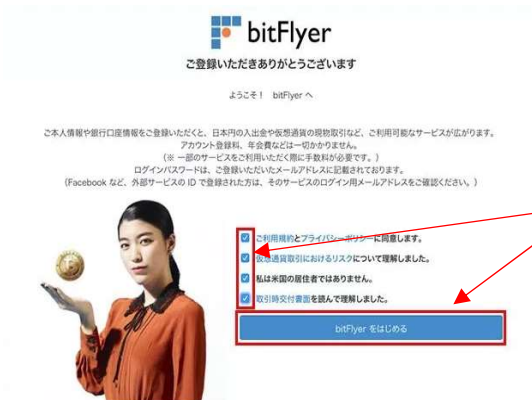 bitFlyer
ご登録いただきありがとうございます
ようこそ！ bitFlyer へ
ご本人情報や銀行口座情報をご登録いただくと、日本円の入出金や仮想通貨の現物取引など、ご利用可能なサービスが広がります。
アカウント登録料、年会費などは一切かかりません。
（※ 一部のサービスをご利用いただく際に手数料が必要です。）
ログインパスワードは、ご登録いただいたメールアドレスに記載されております。
（Facebook など、外部サービスの ID で登録された方は、そのサービスのログイン用メールアドレスをご確認ください。）
ご利用規約とプライバシーポリシーに同意します。
仮想通貨取引におけるリスクについて理解しました。
私は米国の居住者ではありません。
取引時交付書面を読んで理解しました。
bitFlyer をはじめる